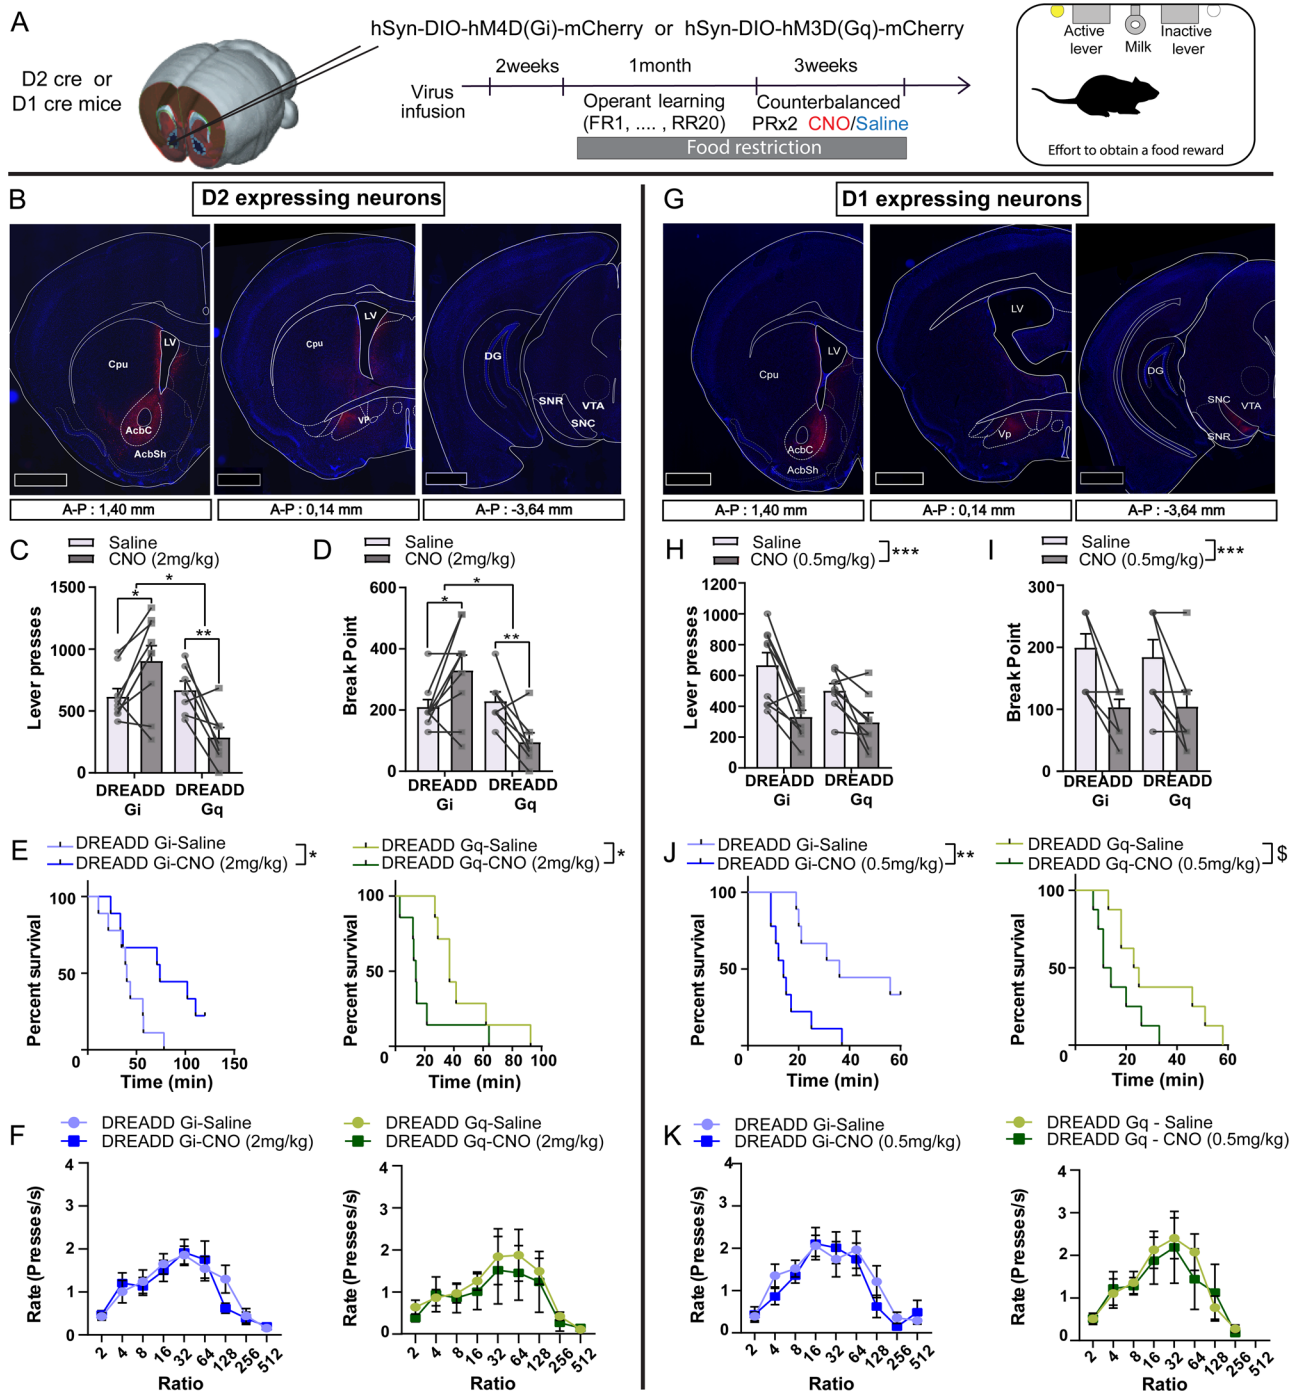 A
hSyn-DIO-hM4D(Gi)-mCherry or hSyn-DIO-hM3D(Gq)-mCherry
D2 cre or
D1 cre mice
Virus
infusion
2weeks
1month
3weeks
Operant learning
(FR1, .... , RR20)
Counterbalanced
PRx2 CNO/Saline
Food restriction
Active
lever
Milk
Inactive
lever
Effort to obtain a food reward
B
D2 expressing neurons
LV
Cpu
AcbC
AcbSh
LV
Cpu
VP
DG
SNR
VTA
SNC
A-P : 1,40 mm
A-P : 0,14 mm
A-P : -3,64 mm
G
D1 expressing neurons
LV
Cpu
AcbC
AcbSh
LV
Vp
DG
SNC
VTA
SNR
A-P : 1,40 mm
A-P : 0,14 mm
A-P : -3,64 mm
C
Saline
CNO (2mg/kg)
Lever presses
1500
1000
500
0
*
*
**
DREADD DREADD
Gi Gq
D
Saline
CNO (2mg/kg)
Break Point
600
400
200
0
*
*
**
DREADD DREADD
Gi Gq
H
Saline
CNO (0.5mg/kg)
***
Lever presses
1200
1000
800
600
400
200
0
DREADD DREADD
Gi Gq
I
Saline
CNO (0.5mg/kg)
***
Break Point
300
200
100
0
DREADD DREADD
Gi Gq
E
DREADD Gi-Saline
DREADD Gi-CNO (2mg/kg)
*
Percent survival
100
50
0 50 100 150
Time (min)
DREADD Gq-Saline
DREADD Gq-CNO (2mg/kg)
*
Percent survival
100
50
0 20 40 60 80 100
Time (min)
J
DREADD Gi-Saline
DREADD Gi-CNO (0.5mg/kg)
**
Percent survival
100
50
0
0 20 40 60
Time (min)
DREADD Gq-Saline
DREADD Gq-CNO (0.5mg/kg)
$
Percent survival
100
50
0
0 20 40 60
Time (min)
F
DREADD Gi-Saline
DREADD Gi-CNO (2mg/kg)
Rate (Presses/s)
4
3
2
1
0
2 4 8 16 32 64 128 256 512
Ratio
DREADD Gq-Saline
DREADD Gq-CNO (2mg/kg)
Rate (Presses/s)
4
3
2
1
0
2 4 8 16 32 64 128 256 512
Ratio
K
DREADD Gi-Saline
DREADD Gi-CNO (0.5mg/kg)
Rate (Presses/s)
4
3
2
1
0
2 4 8 16 32 64 128 256 512
Ratio
DREADD Gq - Saline
DREADD Gq - CNO (0.5mg/kg)
Rate (Presses/s)
4
3
2
1
0
2 4 8 16 32 64 128 256 512
Ratio